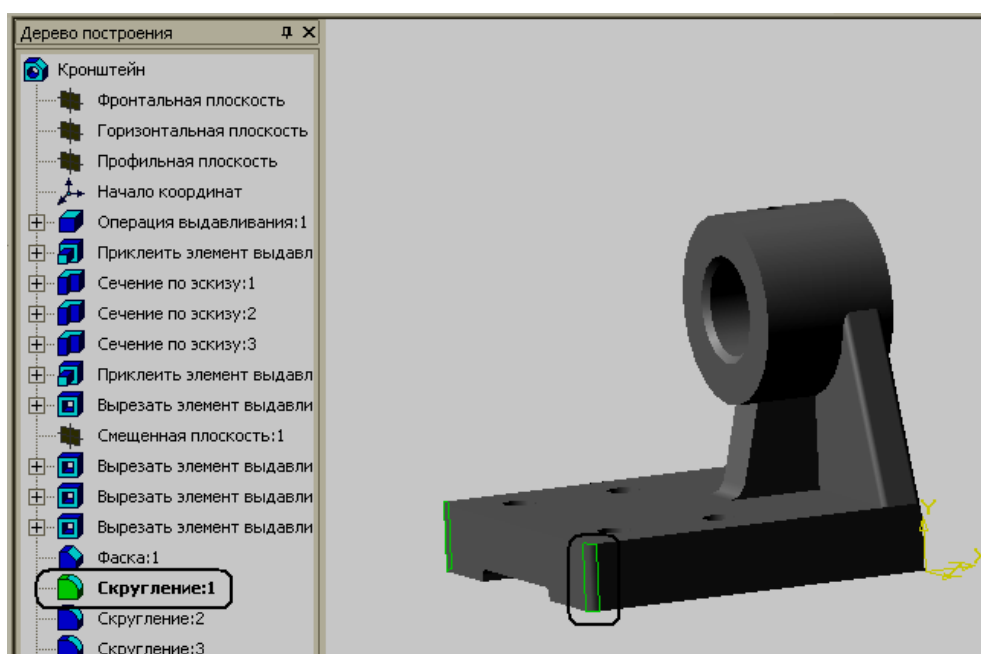 Дерево построения
Кронштейн
Фронтальная плоскость
Горизонтальная плоскость
Профильная плоскость
Начало координат
Операция выдавливания:1
Приклеить элемент выдавл
Сечение по эскизу:1
Сечение по эскизу:2
Сечение по эскизу:3
Приклеить элемент выдавл
Вырезать элемент выдавли
Смещенная плоскость:1
Вырезать элемент выдавли
Вырезать элемент выдавли
Вырезать элемент выдавли
Фаска:1
Скругление:1
Скругление:2
Скругление:3
Y
X